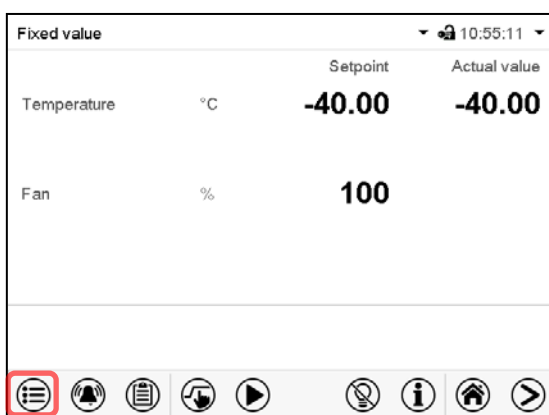 Fixed value 10:55:11
Setpoint Actual value
Temperature °C -40.00 -40.00
Fan % 100